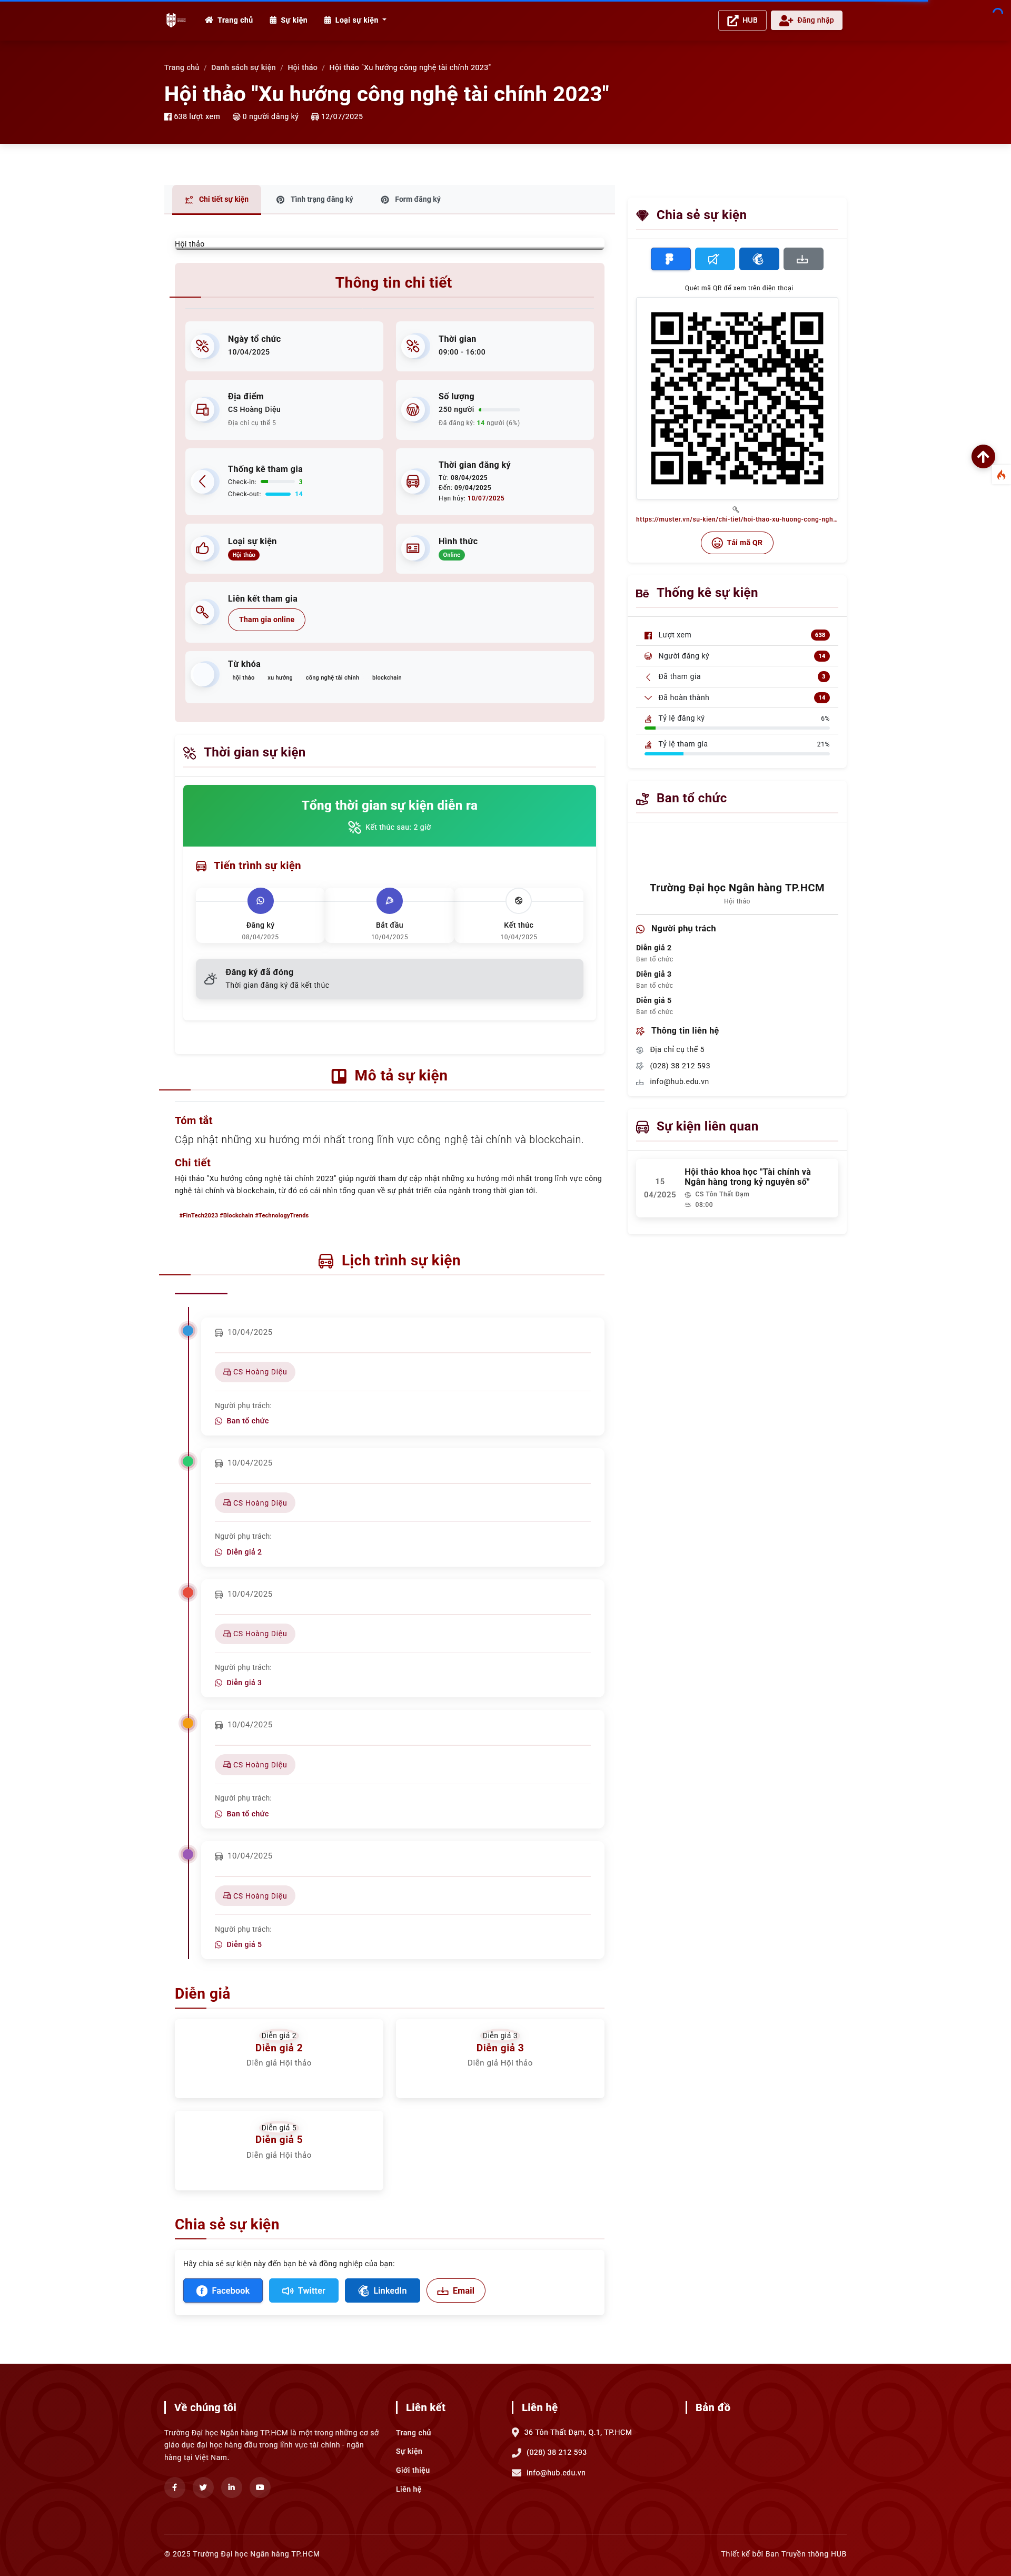 Trang chủ
Sự kiện
Loại sự kiện
HUB
Đăng nhập
Trang chủ / Danh sách sự kiện / Hội thảo / Hội thảo "Xu hướng công nghệ tài chính 2023"
Hội thảo "Xu hướng công nghệ tài chính 2023"
638 lượt xem
0 người đăng ký
12/07/2025
Chi tiết sự kiện
Tình trạng đăng ký
Form đăng ký
Hội thảo
Thông tin chi tiết
Ngày tổ chức
10/04/2025
Thời gian
09:00 - 16:00
Địa điểm
CS Hoàng Diệu
Địa chỉ cụ thể 5
Số lượng
250 người
Đã đăng ký: 14 người (6%)
Thống kê tham gia
Check-in: 3
Check-out: 14
Thời gian đăng ký
Từ: 08/04/2025
Đến: 09/04/2025
Hạn hủy: 10/07/2025
Loại sự kiện
Hội thảo
Hình thức
Online
Liên kết tham gia
Tham gia online
Từ khóa
hội thảo
xu hướng
công nghệ tài chính
blockchain
Thời gian sự kiện
Tổng thời gian sự kiện diễn ra
Kết thúc sau: 2 giờ
Tiến trình sự kiện
Đăng ký
08/04/2025
Bắt đầu
10/04/2025
Kết thúc
10/04/2025
Đăng ký đã đóng
Thời gian đăng ký đã kết thúc
Mô tả sự kiện
Tóm tắt
Cập nhật những xu hướng mới nhất trong lĩnh vực công nghệ tài chính và blockchain.
Chi tiết
Hội thảo "Xu hướng công nghệ tài chính 2023" giúp người tham dự cập nhật những xu hướng mới nhất trong lĩnh vực công
nghệ tài chính và blockchain, từ đó có cái nhìn tổng quan về sự phát triển của ngành trong thời gian tới.
#FinTech2023 #Blockchain #TechnologyTrends
Lịch trình sự kiện
10/04/2025
CS Hoàng Diệu
Người phụ trách:
Ban tổ chức
10/04/2025
CS Hoàng Diệu
Người phụ trách:
Diễn giả 2
10/04/2025
CS Hoàng Diệu
Người phụ trách:
Diễn giả 3
10/04/2025
CS Hoàng Diệu
Người phụ trách:
Ban tổ chức
10/04/2025
CS Hoàng Diệu
Người phụ trách:
Diễn giả 5
Diễn giả
Diễn giả 2
Diễn giả 2
Diễn giả Hội thảo
Diễn giả 3
Diễn giả 3
Diễn giả Hội thảo
Diễn giả 5
Diễn giả 5
Diễn giả Hội thảo
Chia sẻ sự kiện
Hãy chia sẻ sự kiện này đến bạn bè và đồng nghiệp của bạn:
Facebook
Twitter
LinkedIn
Email
Chia sẻ sự kiện
Quét mã QR để xem trên điện thoại
https://muster.vn/su-kien/chi-tiet/hoi-thao-xu-huong-cong-ngh...
Tải mã QR
Thống kê sự kiện
Lượt xem 638
Người đăng ký 14
Đã tham gia 3
Đã hoàn thành 14
Tỷ lệ đăng ký 6%
Tỷ lệ tham gia 21%
Ban tổ chức
Trường Đại học Ngân hàng TP.HCM
Hội thảo
Người phụ trách
Diễn giả 2
Ban tổ chức
Diễn giả 3
Ban tổ chức
Diễn giả 5
Ban tổ chức
Thông tin liên hệ
Địa chỉ cụ thể 5
(028) 38 212 593
info@hub.edu.vn
Sự kiện liên quan
15
04/2025
Hội thảo khoa học "Tài chính và
Ngân hàng trong kỷ nguyên số"
CS Tôn Thất Đạm
08:00
Về chúng tôi
Trường Đại học Ngân hàng TP.HCM là một trong những cơ sở
giáo dục đại học hàng đầu trong lĩnh vực tài chính - ngân
hàng tại Việt Nam.
Liên kết
Trang chủ
Sự kiện
Giới thiệu
Liên hệ
Liên hệ
36 Tôn Thất Đạm, Q.1, TP.HCM
(028) 38 212 593
info@hub.edu.vn
Bản đồ
© 2025 Trường Đại học Ngân hàng TP.HCM
Thiết kế bởi Ban Truyền thông HUB